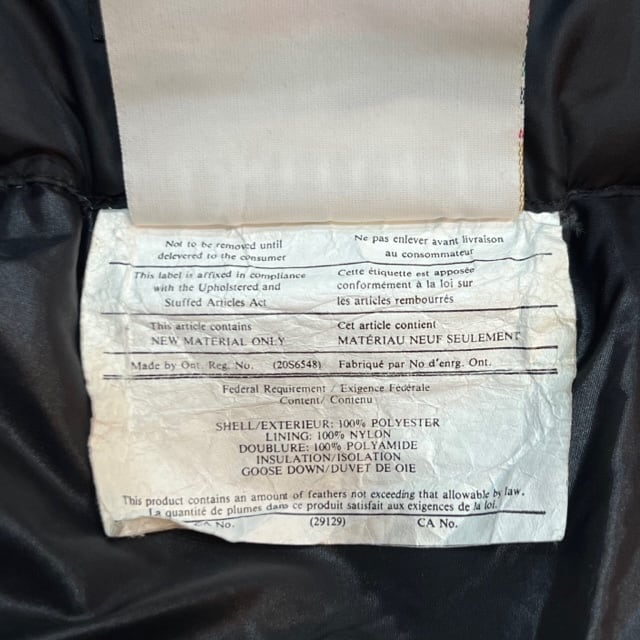 Not to be removed until
delevered to the consumer
Ne pas enlever avant livraison
au consommateur
This label is affixed in compliance
with the Upholstered and
Stuffed Articles Act
Cette étiquette est apposée
conformément à la loi sur
les articles rembourrés
This article contains
NEW MATERIAL ONLY
Cet article contient
MATÉRIAU NEUF SEULEMENT
Made by Ont. Reg. No. (20S6548) Fabriqué par No d'enrg. Ont.
Federal Requirement / Exigence Féderale
Content/ Contenu
SHELL/EXTERIEUR: 100% POLYESTER
LINING: 100% NYLON
DOUBLURE: 100% POLYAMIDE
INSULATION/ISOLATION
GOOSE DOWN/DUVET DE OIE
This product contains an amount of feathers not exceeding that allowable by law.
La quantité de plumes dans ce produit satisfait aux exigences de la loi.
CA No. (29129) CA No.